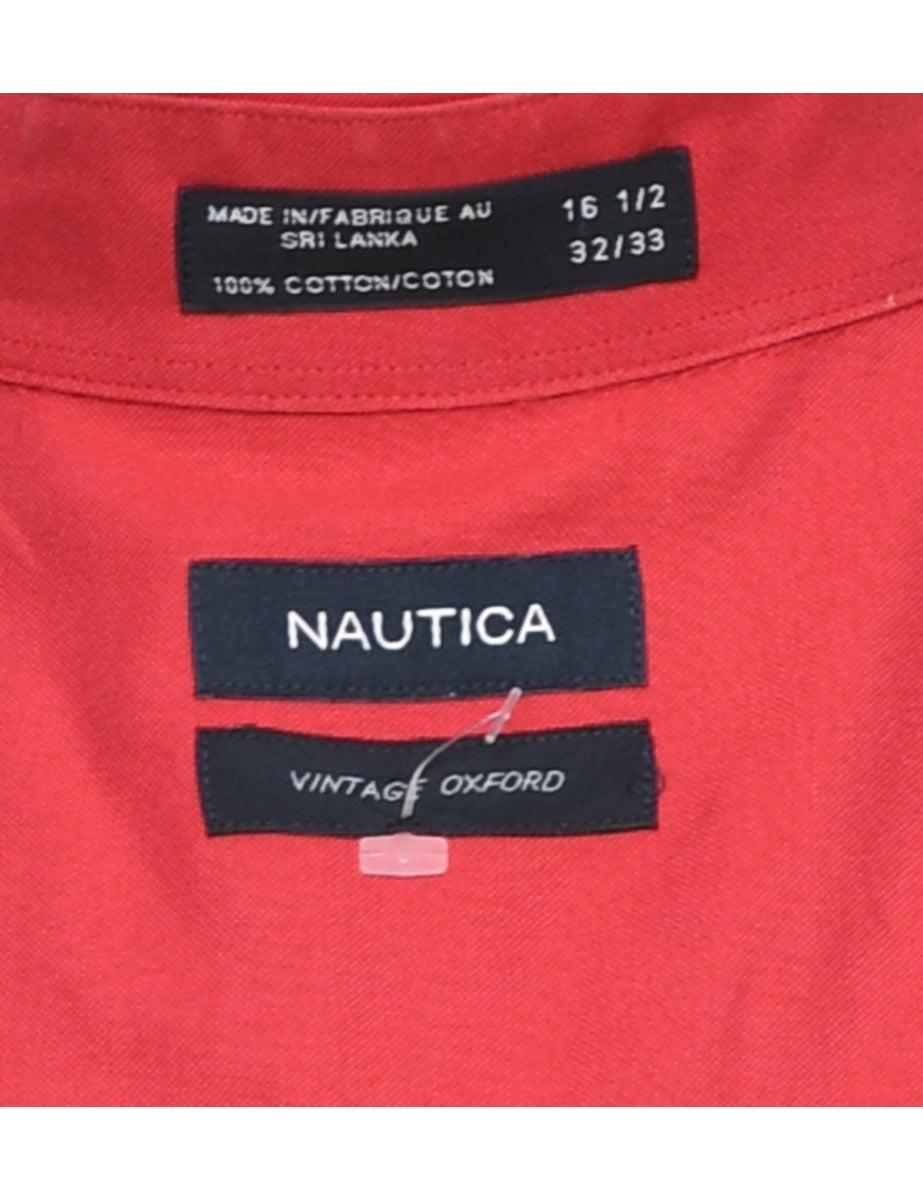 MADE IN/FABRIQUE AU
SRI LANKA
100% COTTON/COTON
16 1/2
32/33
NAUTICA
VINTAGE OXFORD